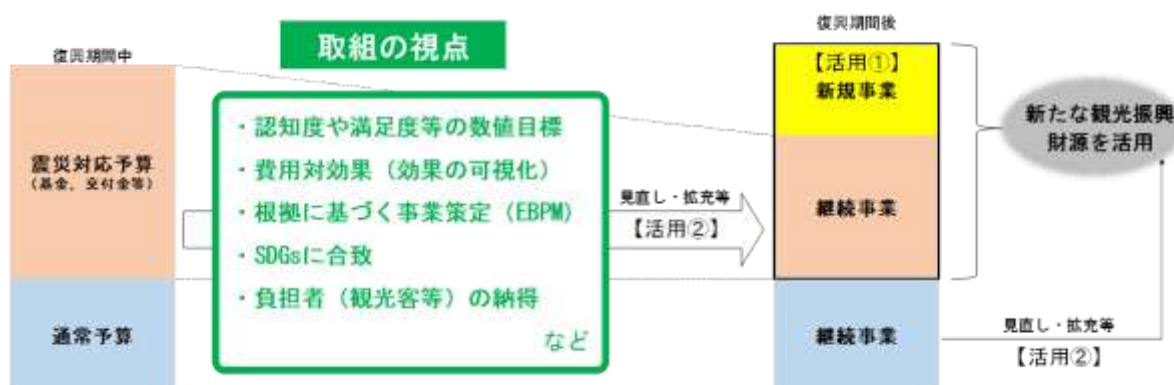 取組の視点
復興期間中
震災対応予算
(基金、交付金等)
通常予算
・認知度や満足度等の数値目標
・費用対効果（効果の可視化）
・根拠に基づく事業策定（EBPM）
・SDGsに合致
・負担者（観光客等）の納得
など
見直し・拡充等
【活用②】
復興期間後
【活用①】
新規事業
継続事業
継続事業
新たな観光振興
財源を活用
見直し・拡充等
【活用②】